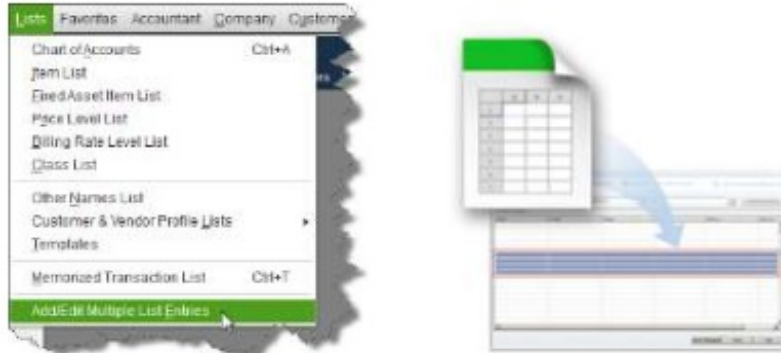 Lists Favorites Accountant Company Customer
Chart of Accounts Ctrl+A
Item List
Fixed Asset Item List
Price Level List
Billing Rate Level List
Class List
Other Names List
Customer & Vendor Profile Lists
Templates
Memorized Transaction List Ctrl+T
Add/Edit Multiple List Entries